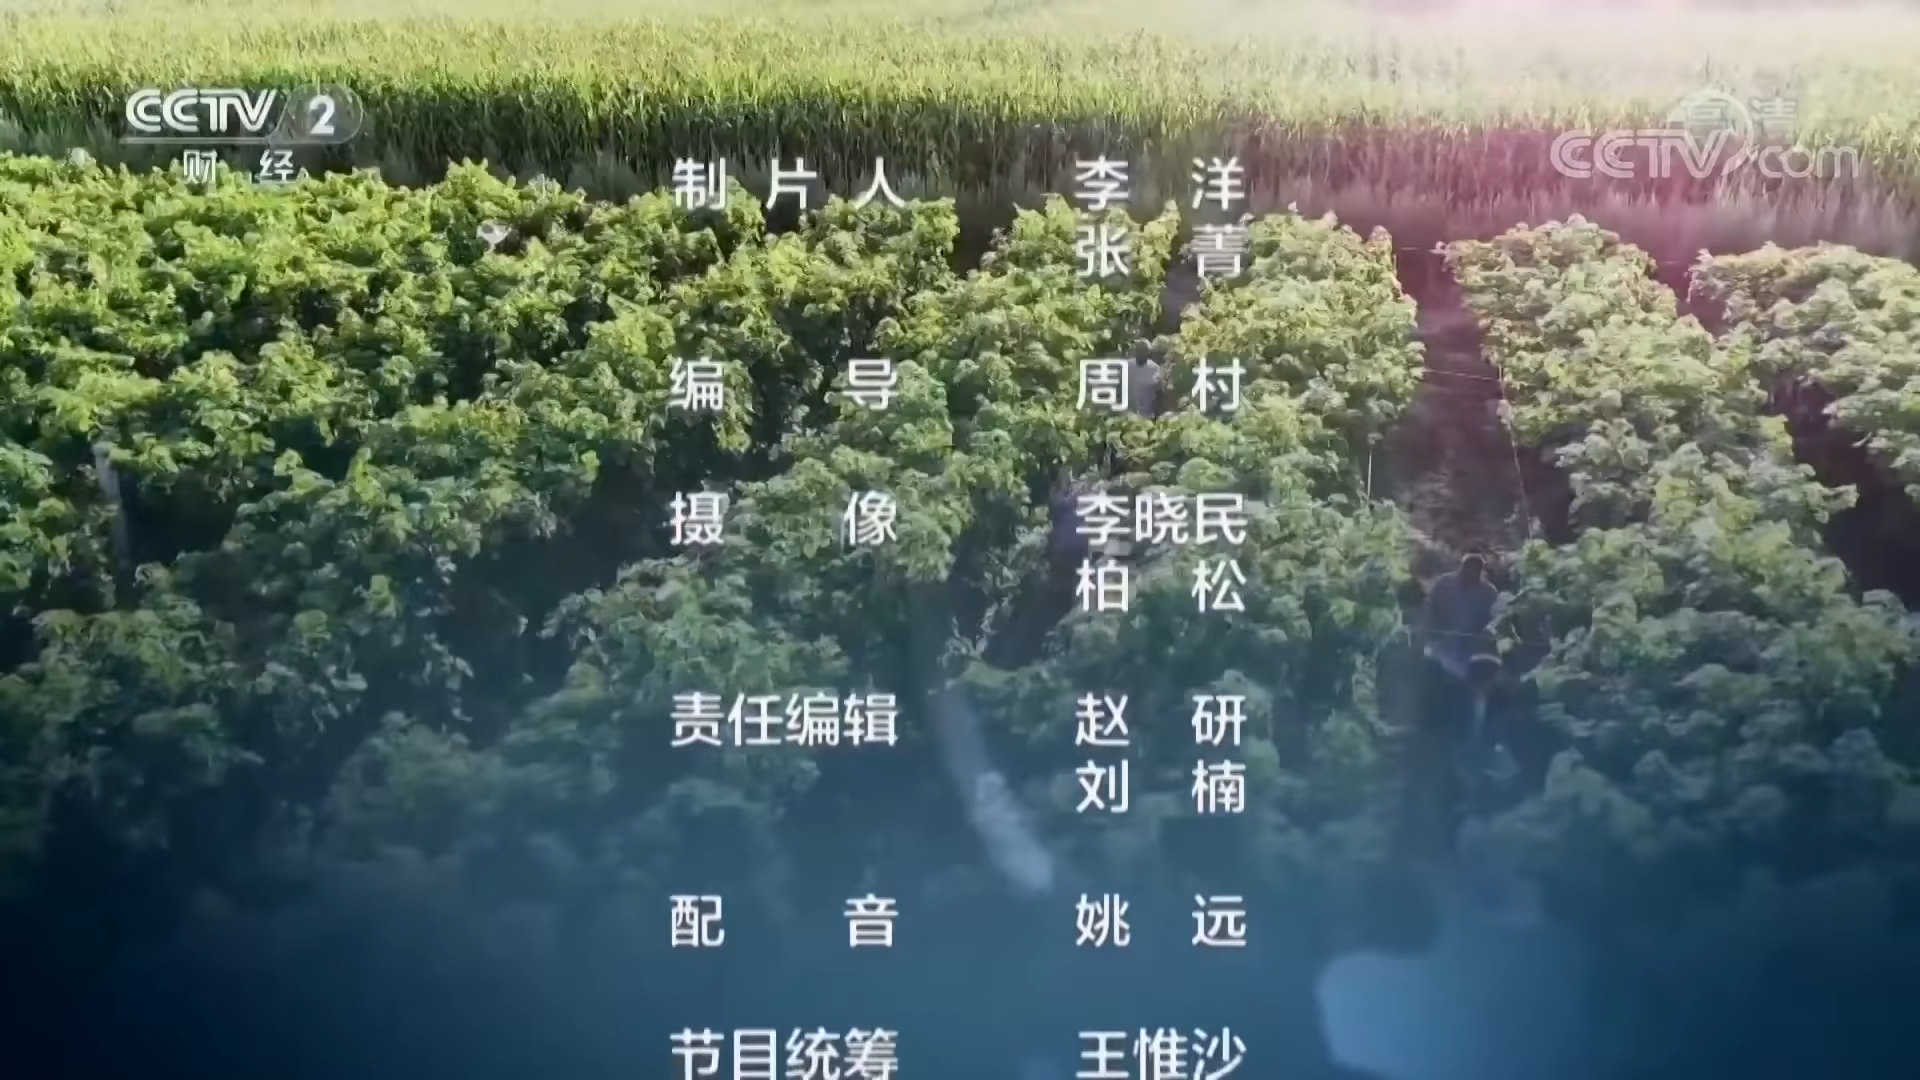 CCTV 2
财经
高清
CCTV.com
制片人 李洋
张菁
编导 周村
摄像 李晓民
柏松
责任编辑 赵研
刘楠
配音 姚远
节目统筹 王惟沙